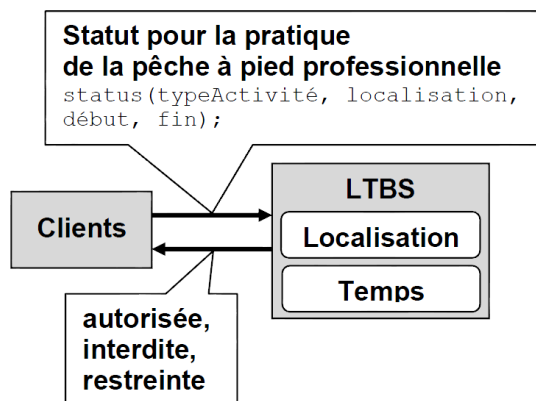 Statut pour la pratique
de la pêche à pied professionnelle
status(typeActivité, localisation,
début, fin);
LTBS
Clients
Localisation
Temps
autorisée,
interdite,
restreinte